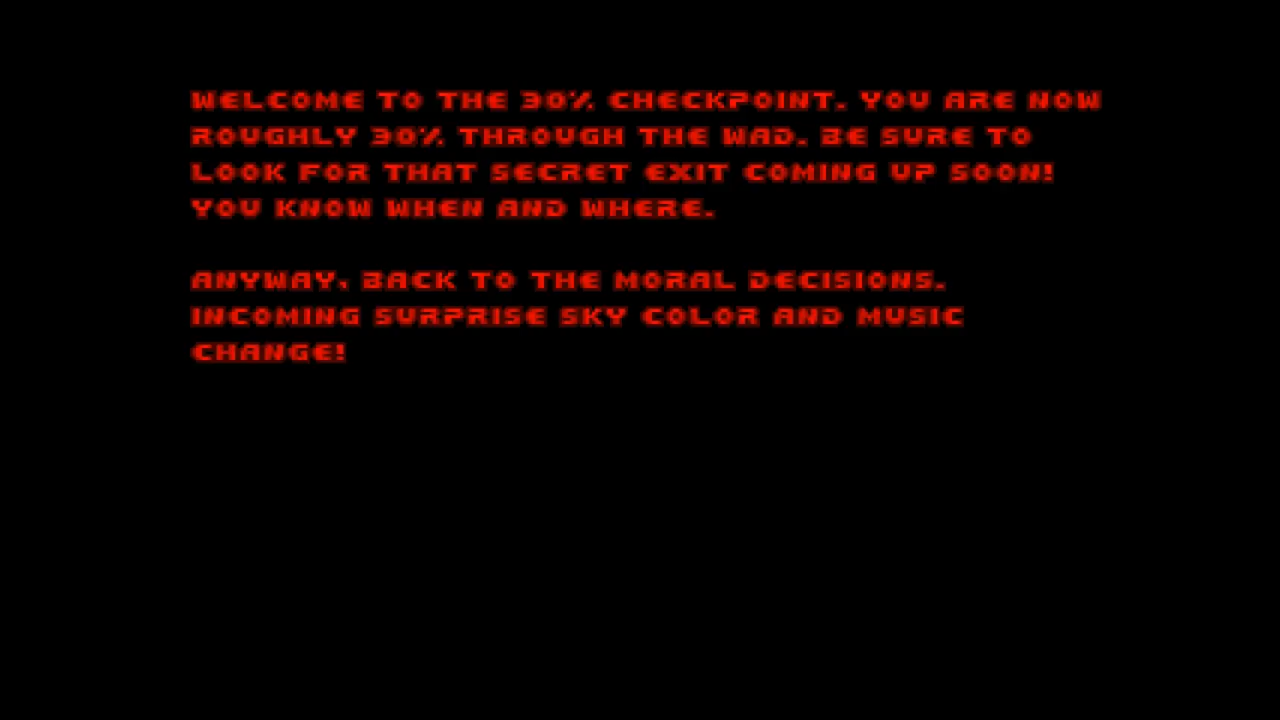 WELCOME TO THE 30% CHECKPOINT. YOU ARE NOW
ROUGHLY 30% THROUGH THE WAD. BE SURE TO
LOOK FOR THAT SECRET EXIT COMING UP SOON!
YOU KNOW WHEN AND WHERE.
ANYWAY, BACK TO THE MORAL DECISIONS.
INCOMING SURPRISE SKY COLOR AND MUSIC
CHANGE!